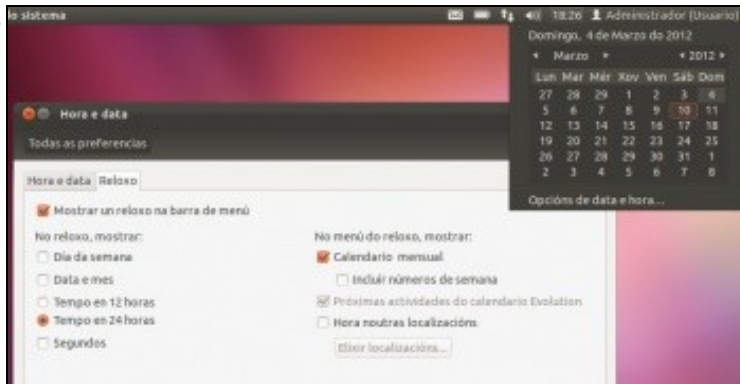 lo sistema
18:26 Administrador (Usuario)
Domingo, 4 de Marzo do 2012
Marzo 2012
Lun Mar Mér Xov Ven Sáb Dom
27 28 29 1 2 3 4
5 6 7 8 9 10 11
12 13 14 15 16 17 18
19 20 21 22 23 24 25
26 27 28 29 30 31 1
2 3 4 5 6 7 8
Opcións de data e hora...
Hora e data
Todas as preferencias
Hora e data Reloxo
Mostrar un reloxo na barra de menú
No reloxo, mostrar:
Día da semana
Data e mes
Tempo en 12 horas
Tempo en 24 horas
Segundos
No menú do reloxo, mostrar:
Calendario mensual
Incluír números de semana
Próximas actividades do calendario Evolution
Hora noutras localizacións
Elixir localizacións...